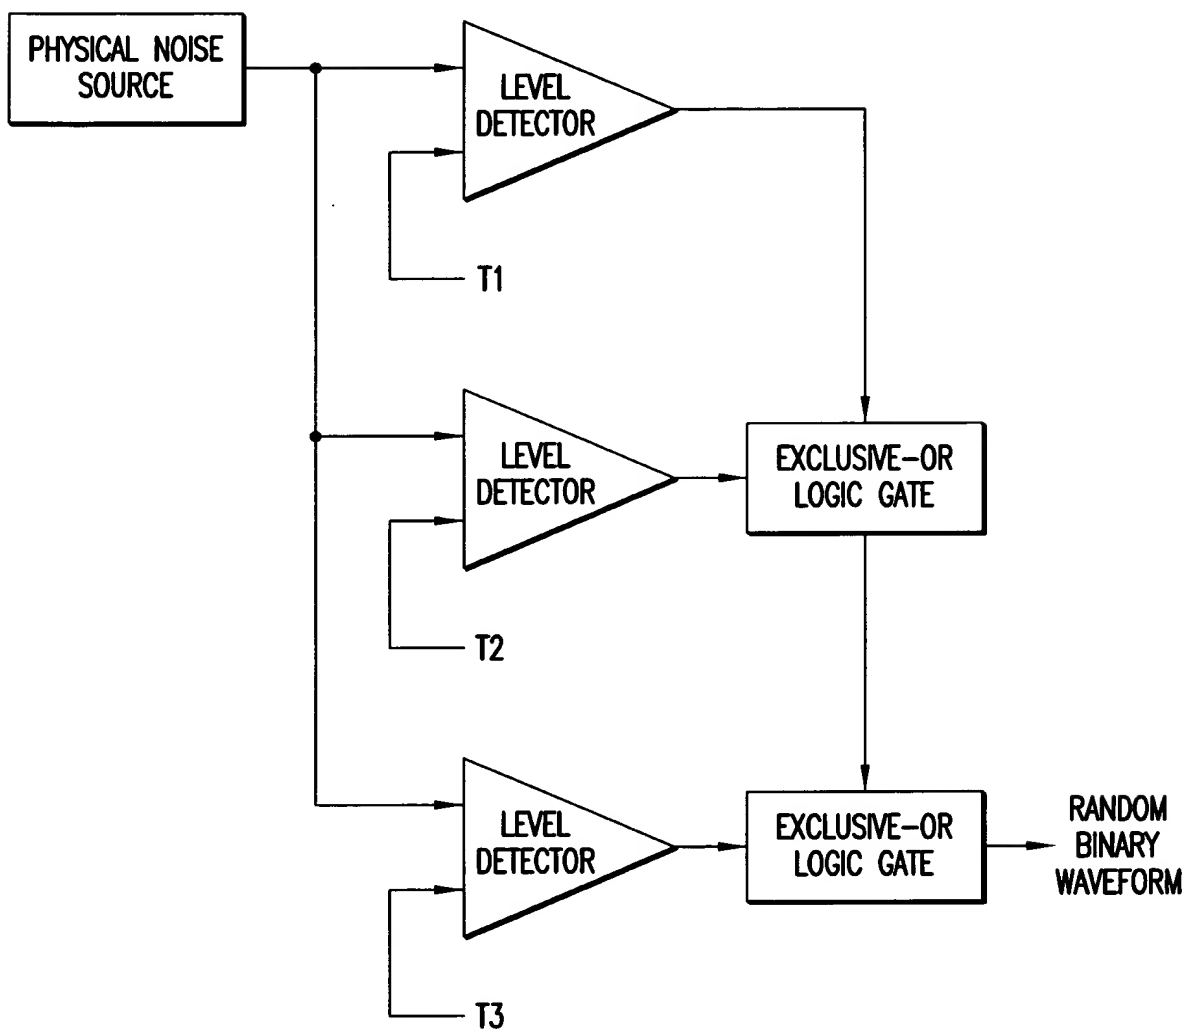 PHYSICAL NOISE
SOURCE
LEVEL
DETECTOR
T1
LEVEL
DETECTOR
EXCLUSIVE-OR
LOGIC GATE
T2
LEVEL
DETECTOR
EXCLUSIVE-OR
LOGIC GATE
RANDOM
BINARY
WAVEFORM
T3